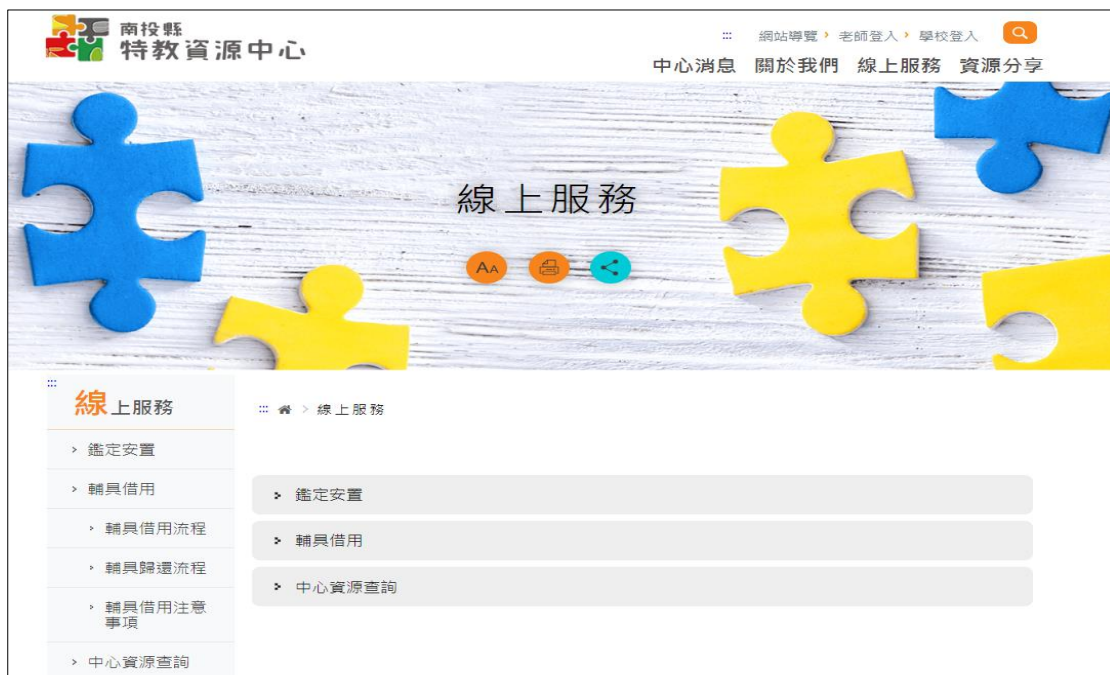 南投縣
特教資源中心
::: 網站導覽 › 老師登入 › 學校登入
中心消息 關於我們 線上服務 資源分享
線上服務
AA
:::
線上服務
::: > 線上服務
› 鑑定安置
› 輔具借用
› 輔具借用流程
› 輔具歸還流程
› 輔具借用注意
事項
› 中心資源查詢
鑑定安置
輔具借用
中心資源查詢